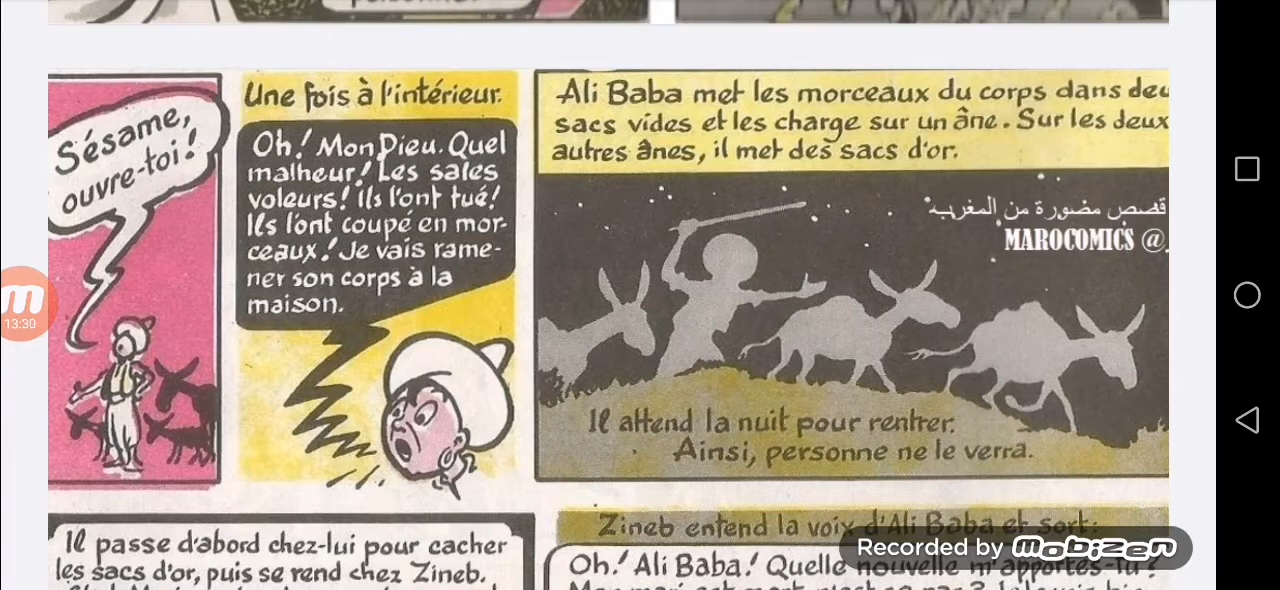 Sésame,
ouvre-toi!
Une fois à l'intérieur.
Oh! Mon Dieu. Quel
malheur! Les sales
voleurs! Ils l'ont tué!
Ils l'ont coupé en mor-
ceaux! Je vais rame-
ner son corps à la
maison.
Ali Baba met les morceaux du corps dans
sacs vides et les charge sur un âne. Sur les deux
autres ânes, il met des sacs d'or.
قصص مصورة من المغرب
MAROCOMICS @
Il attend la nuit pour rentrer.
Ainsi, personne ne le verra.
Il passe d'abord chez-lui pour cacher
les sacs d'or, puis se rend chez Zineb.
Zineb entend la voix d'Ali Baba et sort:
Oh! Ali Baba! Quelle nouvelle m'apportes-tu?
13:30
Recorded by mobizen